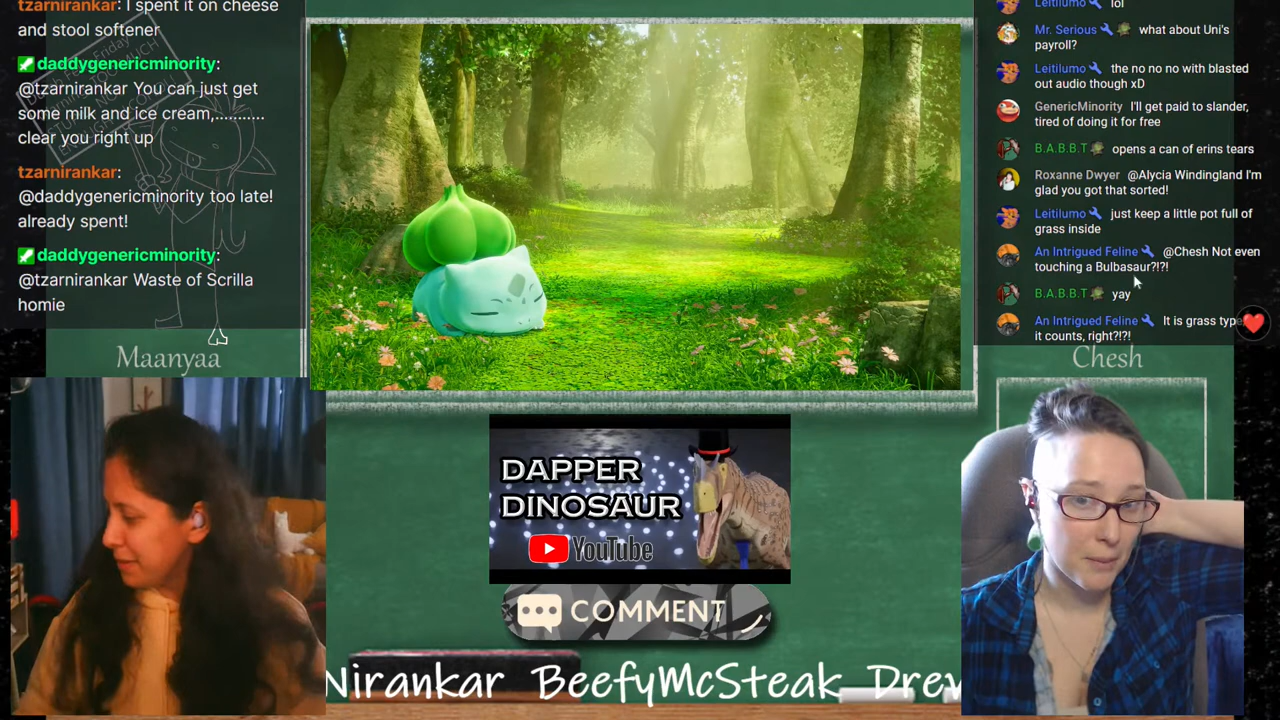 tzarnirankar: I spent it on cheese
and stool softener
daddygenericminority:
@tzarnirankar You can just get
some milk and ice cream,...........
clear you right up
tzarnirankar:
@daddygenericminority too late!
already spent!
daddygenericminority:
@tzarnirankar Waste of Scrilla
homie
Maanyaa
Leitilumo lol
Mr. Serious what about Uni's
payroll?
Leitilumo the no no no with blasted
out audio though xD
GenericMinority I'll get paid to slander,
tired of doing it for free
B.A.B.B.T opens a can of erins tears
Roxanne Dwyer @Alycia Windingland I'm
glad you got that sorted!
Leitilumo just keep a little pot full of
grass inside
An Intrigued Feline @Chesh Not even
touching a Bulbasaur?!?!
B.A.B.B.T yay
An Intrigued Feline It is grass type
it counts, right?!?!
Chesh
DAPPER
DINOSAUR
YouTube
COMMENT
Nirankar BeefyMcSteak Drew